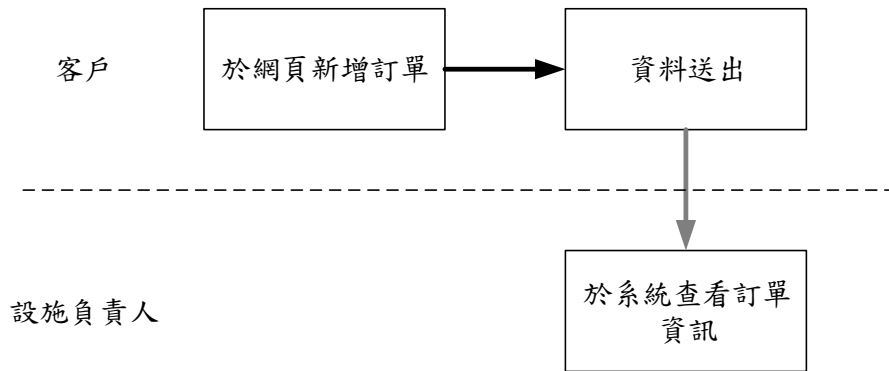 客戶
於網頁新增訂單
資料送出
設施負責人
於系統查看訂單
資訊